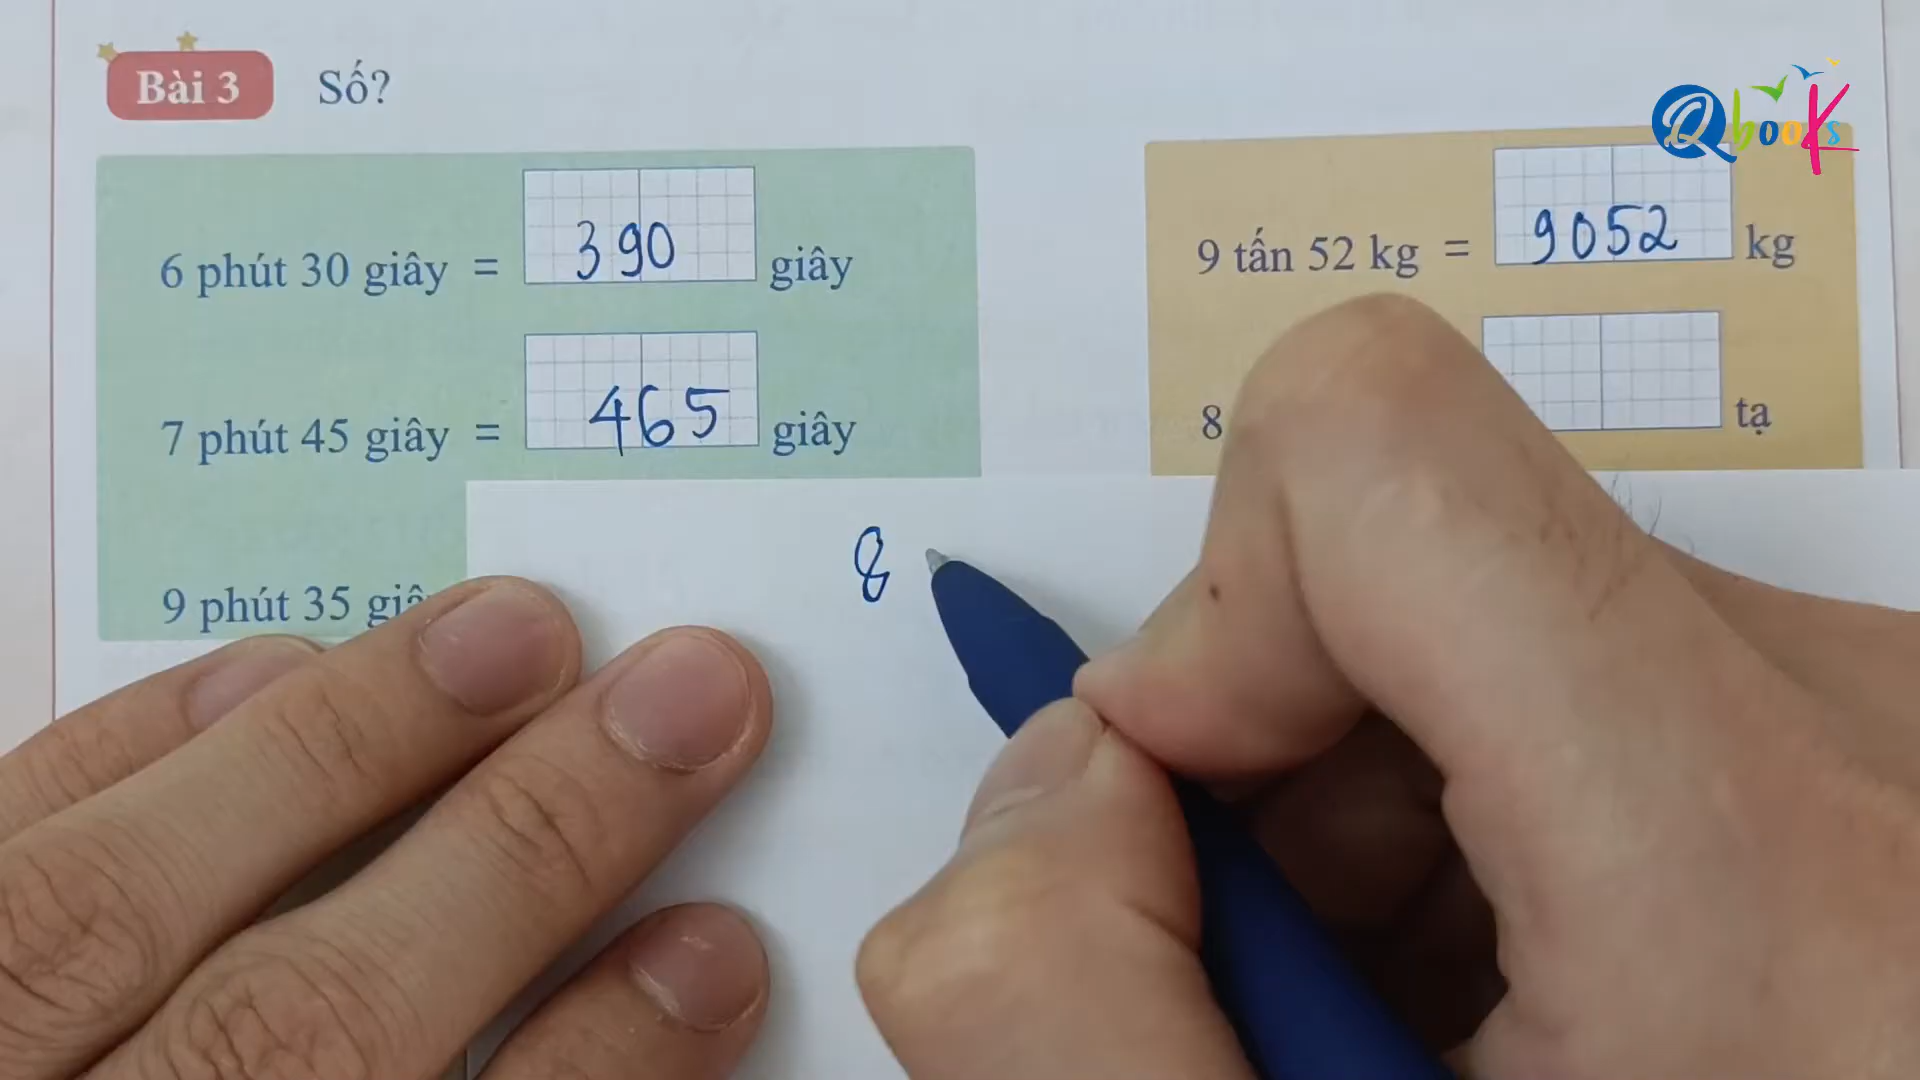 Bài 3 Số?
Qbooks
6 phút 30 giây = 390 giây
9 tấn 52 kg = 9052 kg
7 phút 45 giây = 465 giây
8 tạ
9 phút 35 giây
8